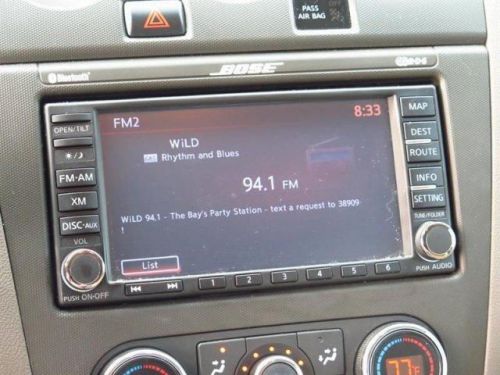 PASS
AIR BAG
Bluetooth
BOSE
OPEN/TILT
FM2
8:33
MAP
WiLD
CAT
Rhythm and Blues
DEST
ROUTE
FM·AM
94.1 FM
XM
INFO
SETTING
WiLD 94.1 - The Bay's Party Station - text a request to 38909
!
DISC·AUX
TUNE/FOLDER
VOL
List
PUSH ON·OFF
1 2 3 4 5 6
PUSH AUDIO
77°F